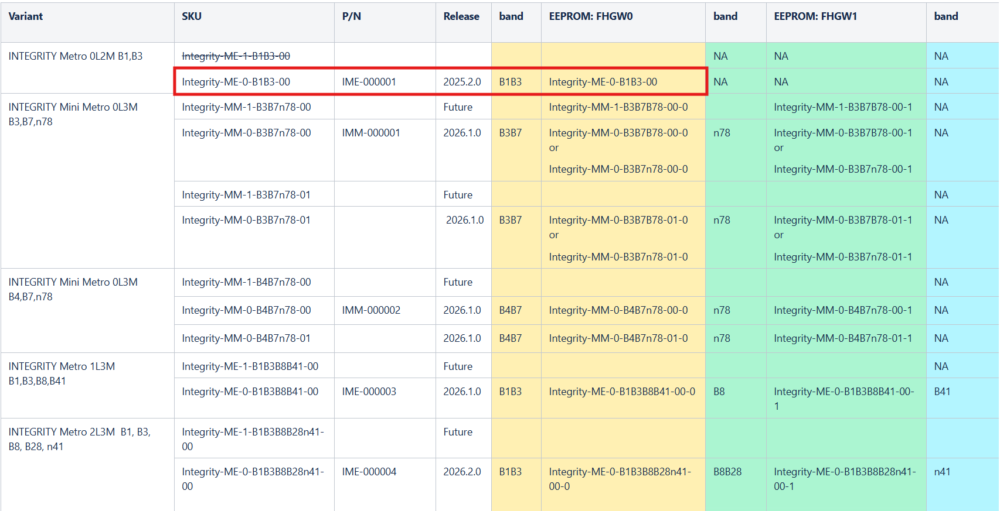 Variant SKU P/N Release band EEPROM: FHGW0 band EEPROM: FHGW1 band
INTEGRITY Metro 0L2M B1,B3 Integrity-ME-1-B1B3-00 NA NA NA
Integrity-ME-0-B1B3-00 IME-000001 2025.2.0 B1B3 Integrity-ME-0-B1B3-00 NA NA NA
INTEGRITY Mini Metro 0L3M Integrity-MM-1-B3B7n78-00 Future Integrity-MM-1-B3B7B78-00-0 Integrity-MM-1-B3B7B78-00-1 NA
B3,B7,n78
Integrity-MM-0-B3B7n78-00 IMM-000001 2026.1.0 B3B7 Integrity-MM-0-B3B7B78-00-0 n78 Integrity-MM-0-B3B7B78-00-1 NA
or or
Integrity-MM-0-B3B7n78-00-0 Integrity-MM-0-B3B7n78-00-1
Integrity-MM-1-B3B7n78-01 Future NA
Integrity-MM-0-B3B7n78-01 2026.1.0 B3B7 Integrity-MM-0-B3B7B78-01-0 n78 Integrity-MM-0-B3B7B78-01-1 NA
or or
Integrity-MM-0-B3B7n78-01-0 Integrity-MM-0-B3B7n78-01-1
INTEGRITY Mini Metro 0L3M Integrity-MM-1-B4B7n78-00 Future NA
B4,B7,n78
Integrity-MM-0-B4B7n78-00 IMM-000002 2026.1.0 B4B7 Integrity-MM-0-B4B7n78-00-0 n78 Integrity-MM-0-B4B7n78-00-1 NA
Integrity-MM-0-B4B7n78-01 2026.1.0 B4B7 Integrity-MM-0-B4B7n78-01-0 n78 Integrity-MM-0-B4B7n78-01-1 NA
INTEGRITY Metro 1L3M Integrity-ME-1-B1B3B8B41-00 Future NA
B1,B3,B8,B41
Integrity-ME-0-B1B3B8B41-00 IME-000003 2026.1.0 B1B3 Integrity-ME-0-B1B3B8B41-00-0 B8 Integrity-ME-0-B1B3B8B41-00- B41
1
INTEGRITY Metro 2L3M B1, B3, Integrity-ME-1-B1B3B8B28n41- Future
B8, B28, n41 00
Integrity-ME-0-B1B3B8B28n41- IME-000004 2026.2.0 B1B3 Integrity-ME-0-B1B3B8B28n41- B8B28 Integrity-ME-0-B1B3B8B28n41- n41
00 00-0 00-1